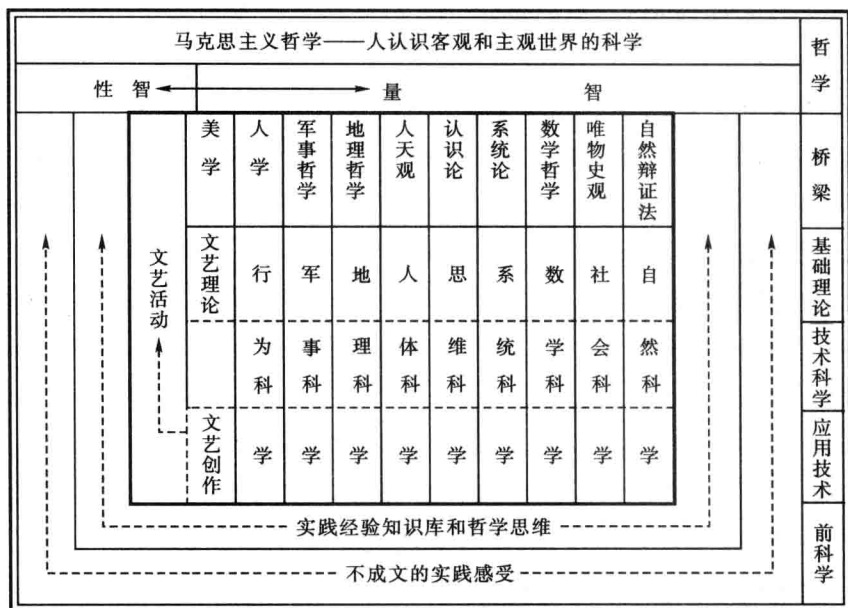 马克思主义哲学——人认识客观和主观世界的科学
哲学
性智
量智
文艺活动
美学
人学
军事哲学
地理哲学
人天观
认识论
系统论
数学哲学
唯物史观
自然辩证法
桥梁
文艺理论
文艺创作
行为科学
军事科学
地理科学
人体科学
思维科学
系统科学
数学科学
社会科学
自然科学
基础理论
技术科学
应用技术
实践经验知识库和哲学思维
不成文的实践感受
前科学